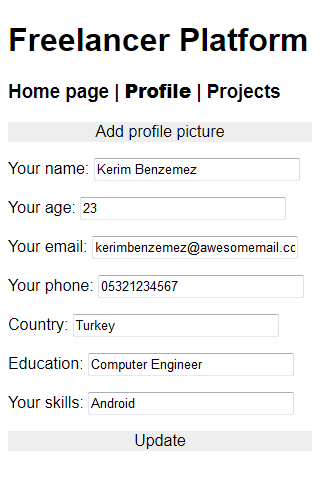 Freelancer Platform
Home page | Profile | Projects
Add profile picture
Your name: Kerim Benzemez
Your age: 23
Your email: kerimbenzemez@awesomemail.co
Your phone: 05321234567
Country: Turkey
Education: Computer Engineer
Your skills: Android
Update